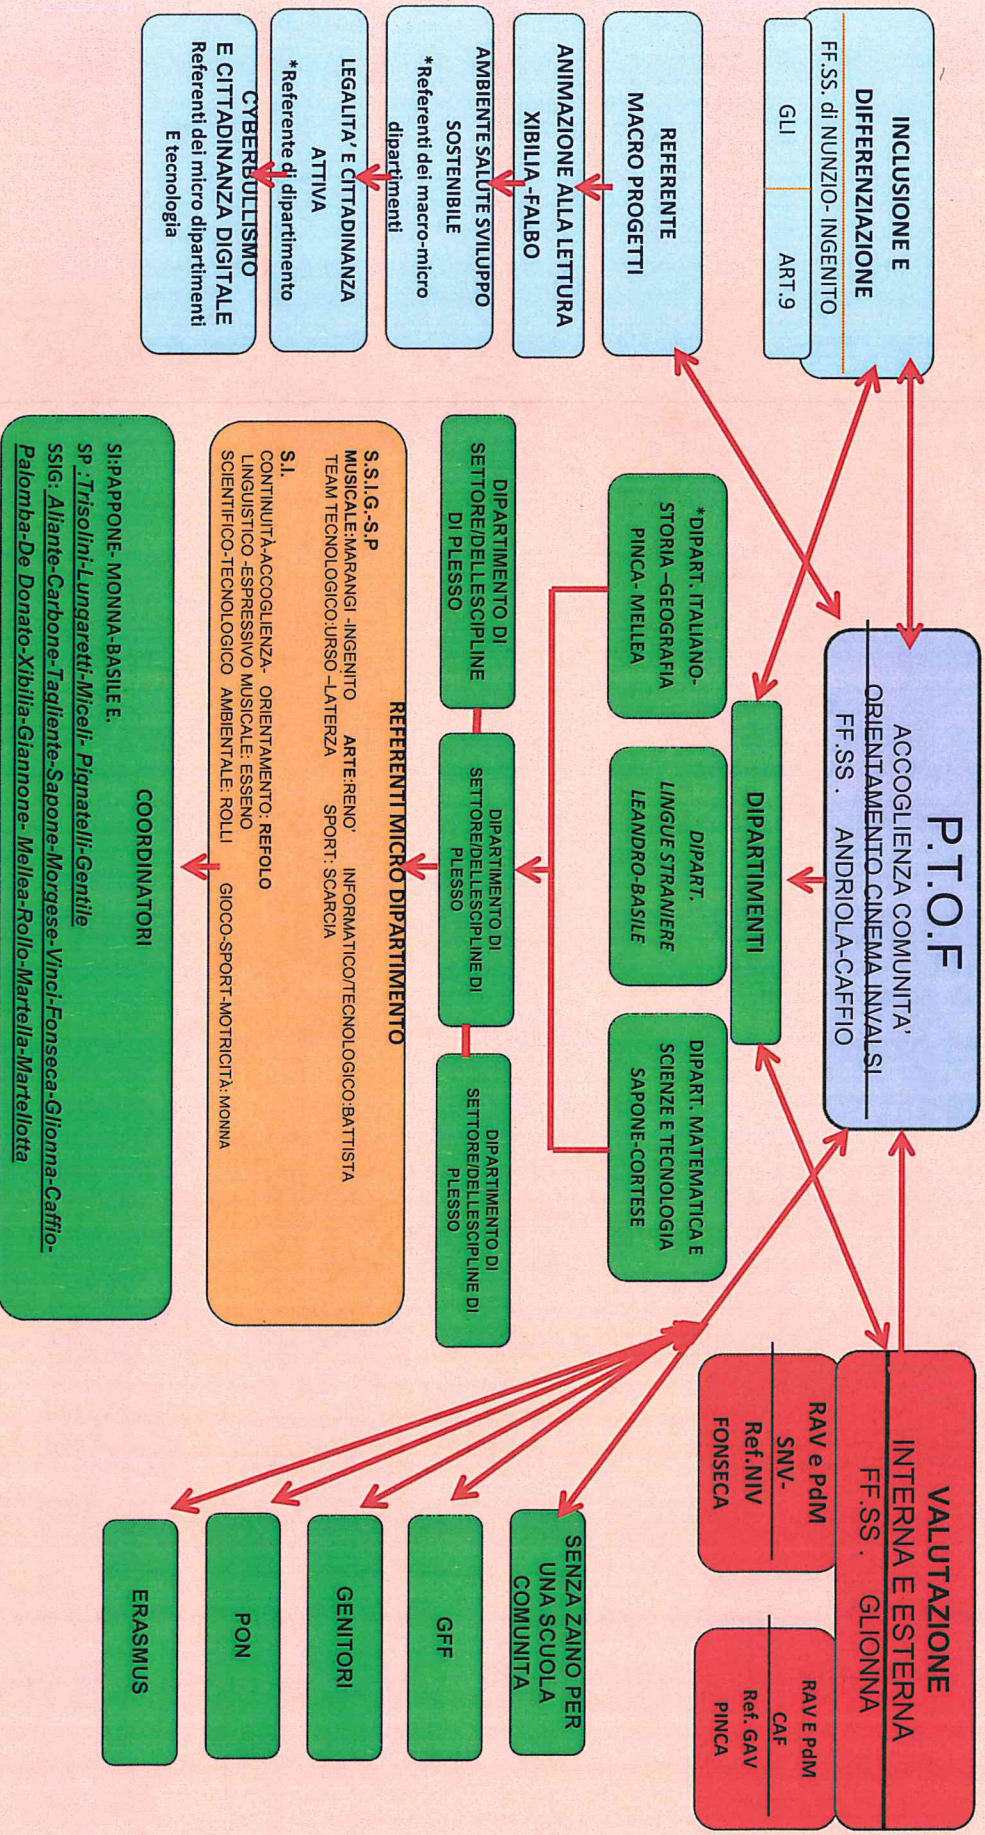 INCLUSIONE E
DIFFERENZIAZIONE
FF.SS. di NUNZIO- INGENITO
GLI ART.9
P.T.O.F
ACCOGLIENZA COMUNITA'
ORIENTAMENTO CINEMA INVALSI
FF.SS . ANDRIOLA-CAFFIO
VALUTAZIONE
INTERNA E ESTERNA
FF.SS . GLIONNA
RAV e PdM
SNV-
Ref.NIV
FONSECA
RAV E PdM
CAF
Ref. GAV
PINCA
REFERENTE
MACRO PROGETTI
ANIMAZIONE ALLA LETTURA
XIBILIA -FALBO
AMBIENTE SALUTE SVILUPPO
SOSTENIBILE
*Referenti dei macro-micro
dipartimenti
LEGALITA' E CITTADINANZA
ATTIVA
*Referente di dipartimento
CYBERBULLISMO
E CITTADINANZA DIGITALE
Referenti dei micro dipartimenti
E tecnologia
DIPARTIMENTI
*DIPART. ITALIANO-
STORIA –GEOGRAFIA
PINCA- MELLEA
DIPART.
LINGUE STRANIERE
LEANDRO-BASILE
DIPART. MATEMATICA E
SCIENZE E TECNOLOGIA
SAPONE-CORTESE
DIPARTIMENTO DI
SETTORE/DELLESCIPLINE
DI PLESSO
DIPARTIMENTO DI
SETTORE/DELLESCIPLINE DI
PLESSO
DIPARTIMENTO DI
SETTORE/DELLESCIPLINE DI
PLESSO
REFERENTI MICRO DIPARTIMENTO
S.S.I.G.-S.P
MUSICALE:MARANGI -INGENITO ARTE:RENO' INFORMATICO/TECNOLOGICO:BATTISTA
TEAM TECNOLOGICO:URSO –LATERZA SPORT: SCARCIA
S.I.
CONTINUITÀ-ACCOGLIENZA- ORIENTAMENTO: REFOLO
LINGUISTICO -ESPRESSIVO MUSICALE: ESSENO
SCIENTIFICO-TECNOLOGICO AMBIENTALE: ROLLI GIOCO-SPORT-MOTRICITÀ: MONNA
COORDINATORI
SI:PAPPONE- MONNA-BASILE E.
SP :Trisolini-Lungaretti-Miceli- Pignatelli-Gentile
SSIG: Aliante-Carbone-Tagliente-Sapone-Morgese-Vinci-Fonseca-Glionna-Caffio-
Palomba-De Donato-Xibilia-Giannone- Mellea-Rollo-Martella-Martellotta
SENZA ZAINO PER
UNA SCUOLA
COMUNITA
GFF
GENITORI
PON
ERASMUS